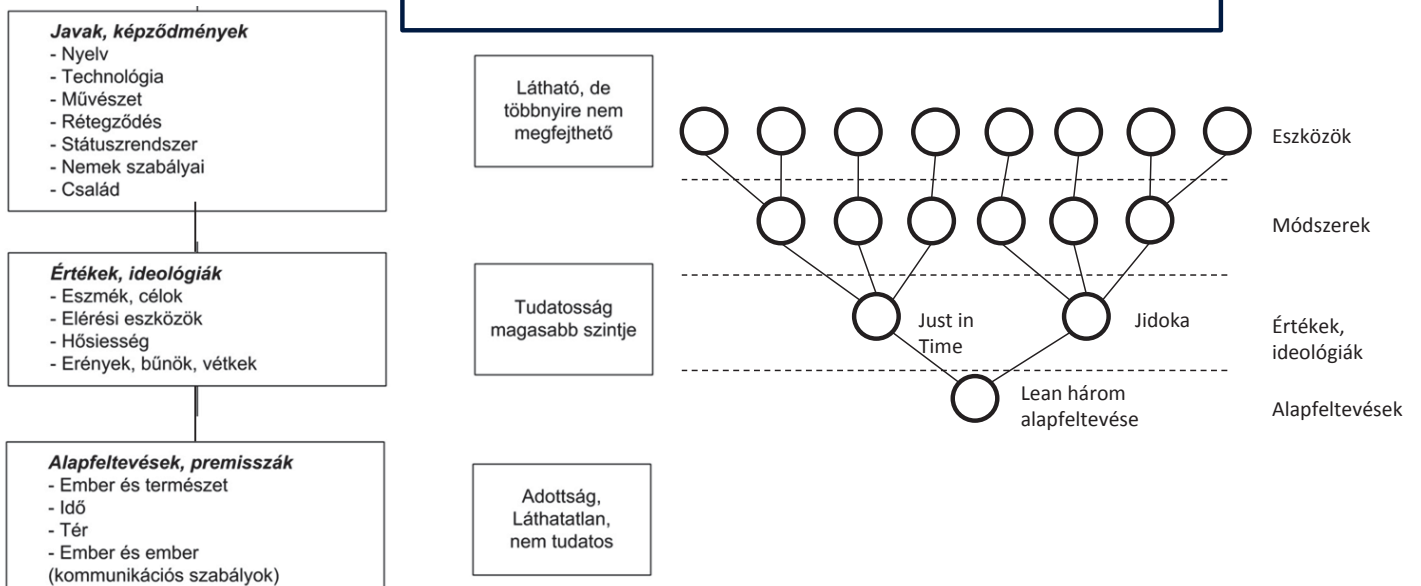 Javak, képződmények
- Nyelv
- Technológia
- Művészet
- Rétegződés
- Státuszrendszer
- Nemek szabályai
- Család
Értékek, ideológiák
- Eszmék, célok
- Elérési eszközök
- Hősiesség
- Erények, bűnök, vétkek
Alapfeltevések, premisszák
- Ember és természet
- Idő
- Tér
- Ember és ember
(kommunikációs szabályok)
Látható, de
többnyire nem
megfejthető
Tudatosság
magasabb szintje
Adottság,
Láthatatlan,
nem tudatos
Eszközök
Módszerek
Just in
Time
Jidoka
Értékek,
ideológiák
Lean három
alapfeltevése
Alapfeltevések